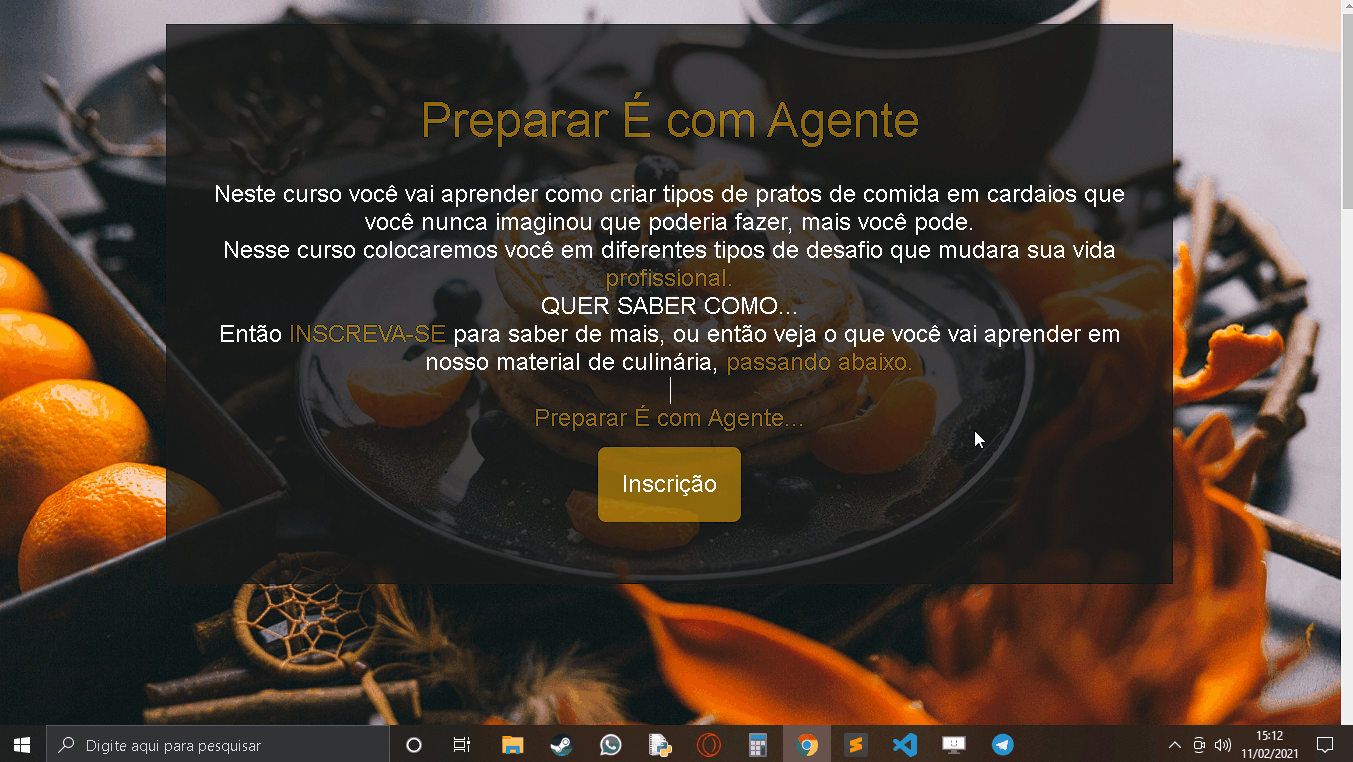 Preparar É com Agente
Neste curso você vai aprender como criar tipos de pratos de comida em cardaios que
você nunca imaginou que poderia fazer, mais você pode.
Nesse curso colocaremos você em diferentes tipos de desafio que mudara sua vida
profissional.
QUER SABER COMO...
Então INSCREVA-SE para saber de mais, ou então veja o que você vai aprender em
nosso material de culinária, passando abaixo.
|
Preparar É com Agente...
Inscrição
Digite aqui para pesquisar
15:12
11/02/2021